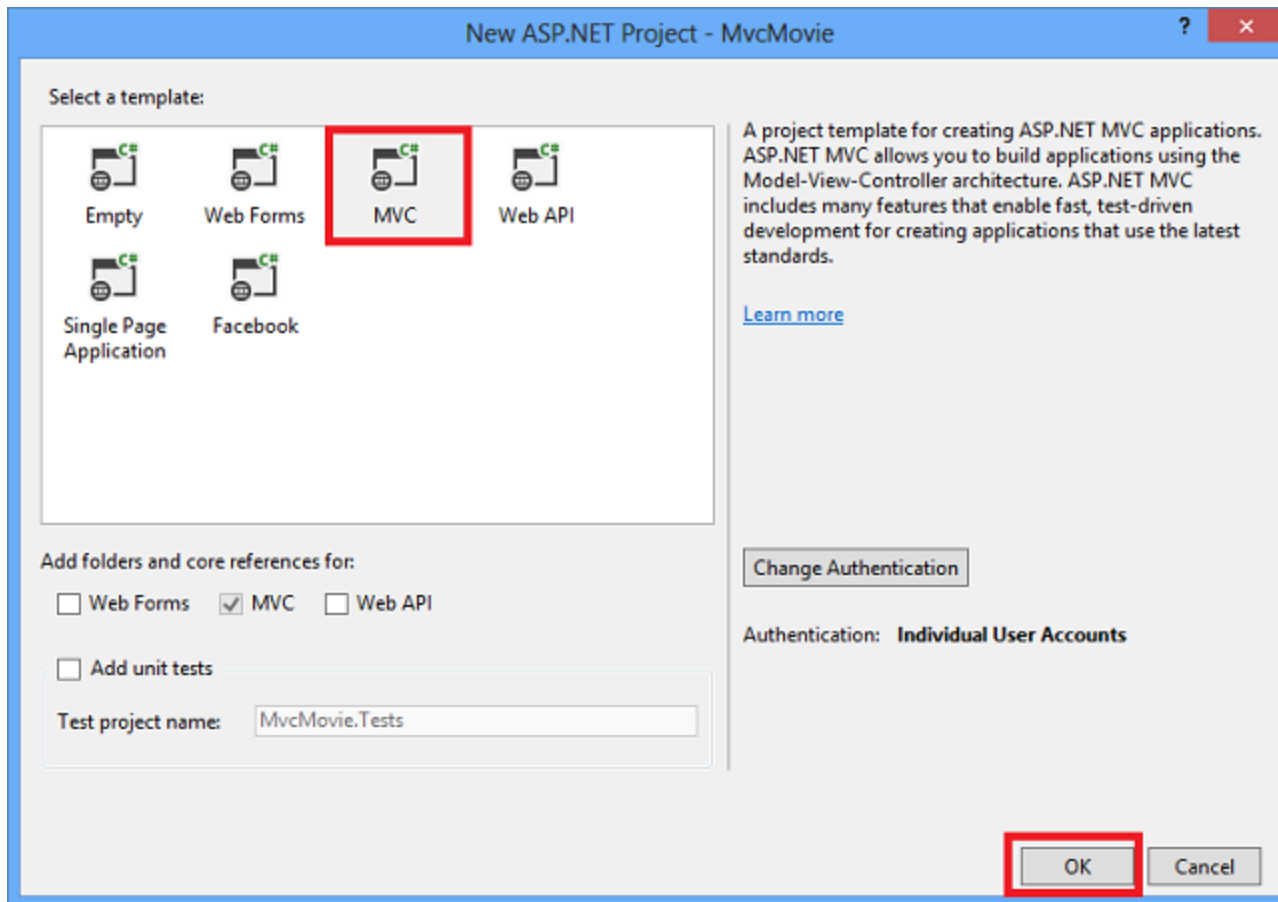 New ASP.NET Project - MvcMovie
?
Select a template:
C# C# C# C#
Empty Web Forms MVC Web API
C# C#
Single Page Facebook
Application
A project template for creating ASP.NET MVC applications.
ASP.NET MVC allows you to build applications using the
Model-View-Controller architecture. ASP.NET MVC
includes many features that enable fast, test-driven
development for creating applications that use the latest
standards.
Learn more
Add folders and core references for:
Web Forms MVC Web API
Add unit tests
Test project name: MvcMovie.Tests
Change Authentication
Authentication: Individual User Accounts
OK Cancel